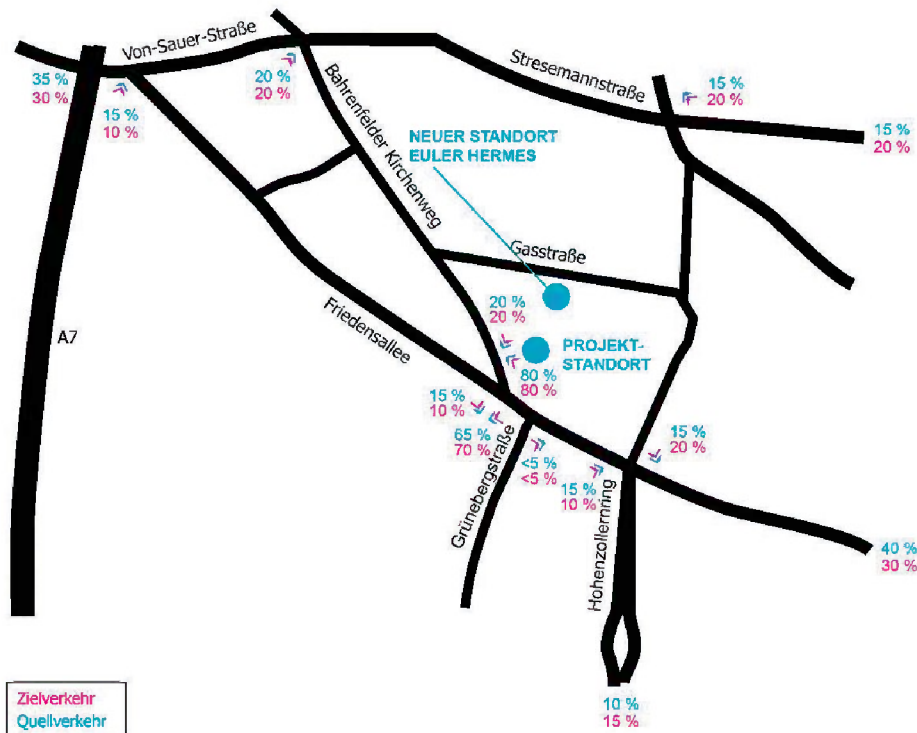 Von-Sauer-Straße
35 %
30 %
15 %
10 %
20 %
20 %
Bahrenfelder Kirchenweg
Stresemannstraße
15 %
20 %
15 %
20 %
NEUER STANDORT
EULER HERMES
Gasstraße
20 %
20 %
PROJEKT-
STANDORT
80 %
80 %
A7
Friedensallee
15 %
10 %
65 %
70 %
Grünebergstraße
<5 %
<5 %
15 %
10 %
15 %
20 %
Hohenzollernring
40 %
30 %
10 %
15 %
Zielverkehr
Quellverkehr